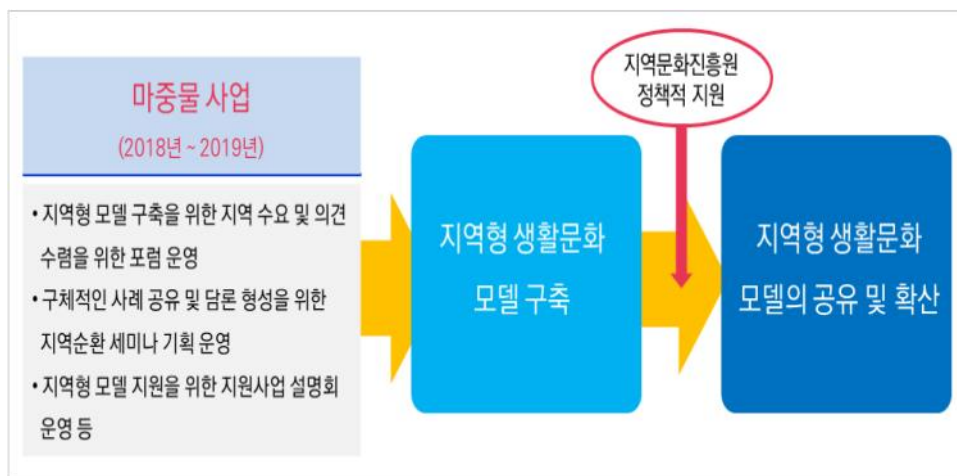 마중물 사업
(2018년 ~ 2019년)
• 지역형 모델 구축을 위한 지역 수요 및 의견
수렴을 위한 포럼 운영
• 구체적인 사례 공유 및 담론 형성을 위한
지역순환 세미나 기획 운영
• 지역형 모델 지원을 위한 지원사업 설명회
운영 등
지역형 생활문화
모델 구축
지역문화진흥원
정책적 지원
지역형 생활문화
모델의 공유 및 확산